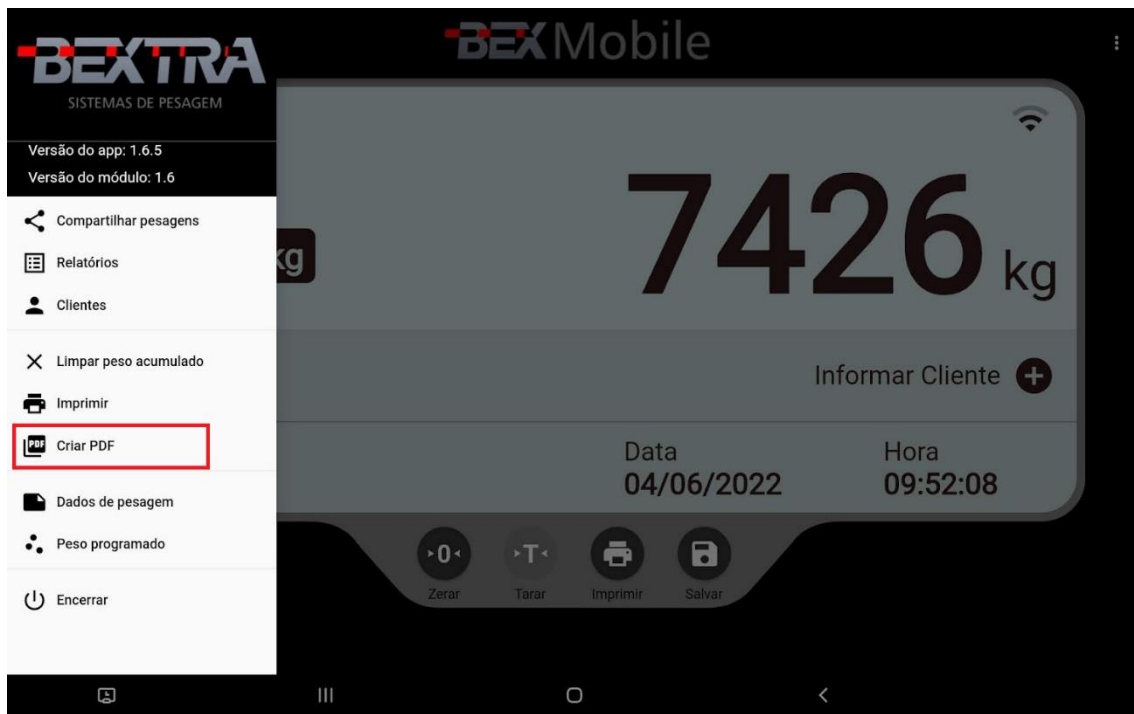 BEXTRA
SISTEMAS DE PESAGEM
Versão do app: 1.6.5
Versão do módulo: 1.6
Compartilhar pesagens
Relatórios
Clientes
Limpar peso acumulado
Imprimir
PDF Criar PDF
Dados de pesagem
Peso programado
Encerrar
BEX Mobile
kg
7426 kg
Informar Cliente
Data
04/06/2022
Hora
09:52:08
0
T
Zerar
Tarar
Imprimir
Salvar